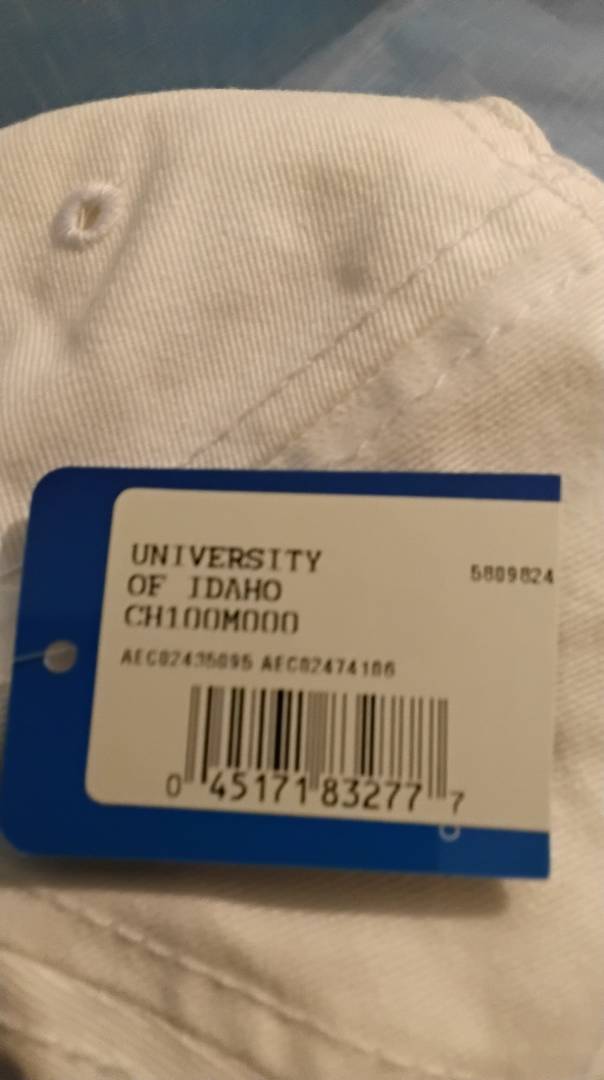 UNIVERSITY
OF IDAHO
CH100M000
5809824
AEC02435095 AEC02474186
0 45171 83277 7